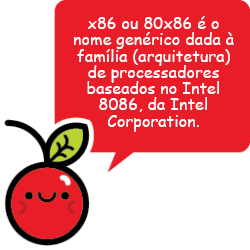 x86 ou 80x86 é o
nome genérico dada à
família (arquitetura)
de processadores
baseados no Intel
8086, da Intel
Corporation.